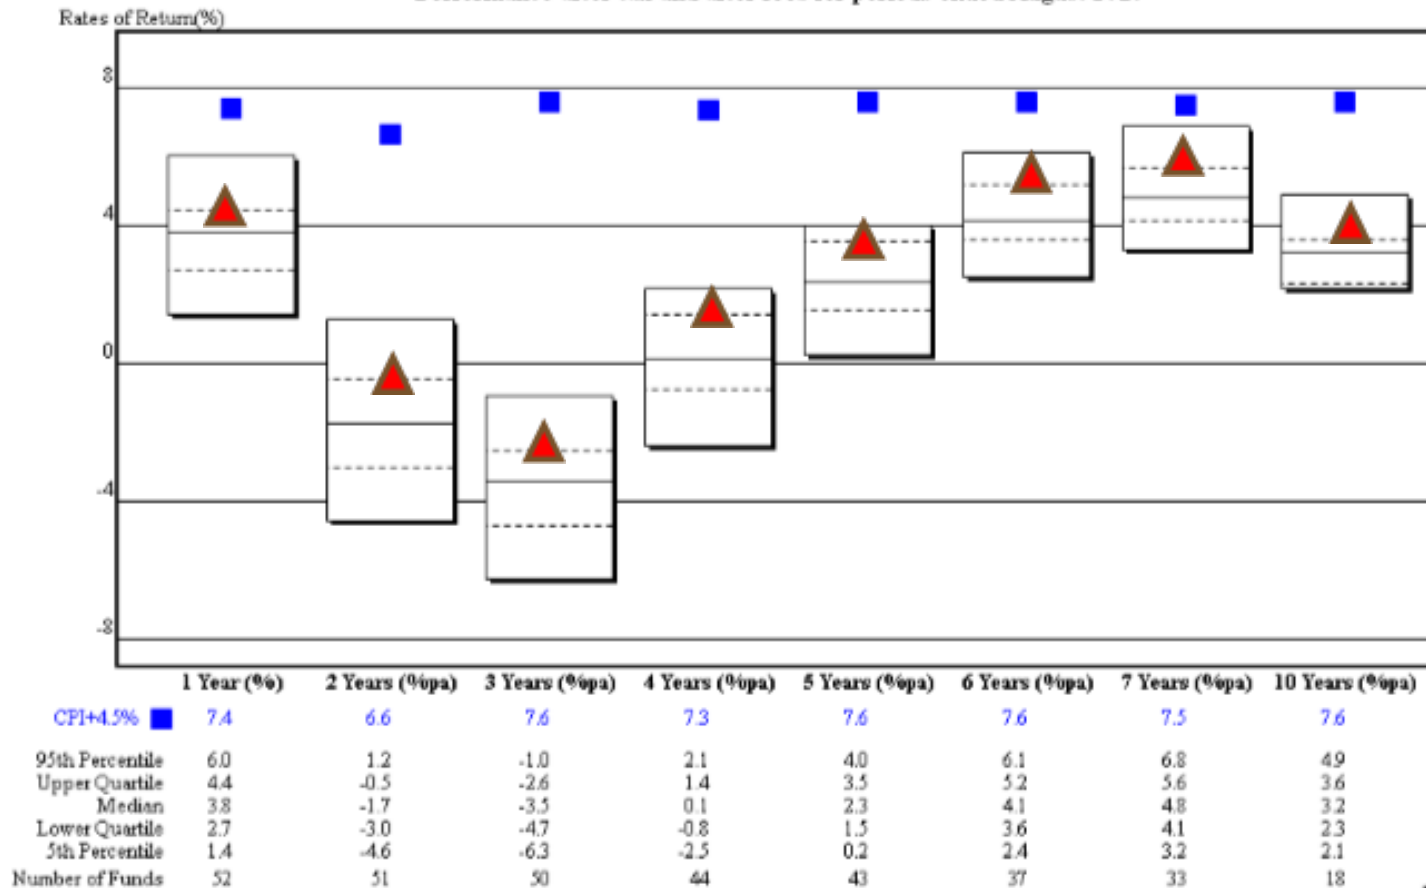 Rates of Return(%)
8
4
0
-4
-8
1 Year (%) 2 Years (%pa) 3 Years (%pa) 4 Years (%pa) 5 Years (%pa) 6 Years (%pa) 7 Years (%pa) 10 Years (%pa)
CPI+4.5% 7.4 6.6 7.6 7.3 7.6 7.6 7.5 7.6
95th Percentile 6.0 1.2 -1.0 2.1 4.0 6.1 6.8 4.9
Upper Quartile 4.4 -0.5 -2.6 1.4 3.5 5.2 5.6 3.6
Median 3.8 -1.7 -3.5 0.1 2.3 4.1 4.8 3.2
Lower Quartile 2.7 -3.0 -4.7 -0.8 1.5 3.6 4.1 2.3
5th Percentile 1.4 -4.6 -6.3 -2.5 0.2 2.4 3.2 2.1
Number of Funds 52 51 50 44 43 37 33 18